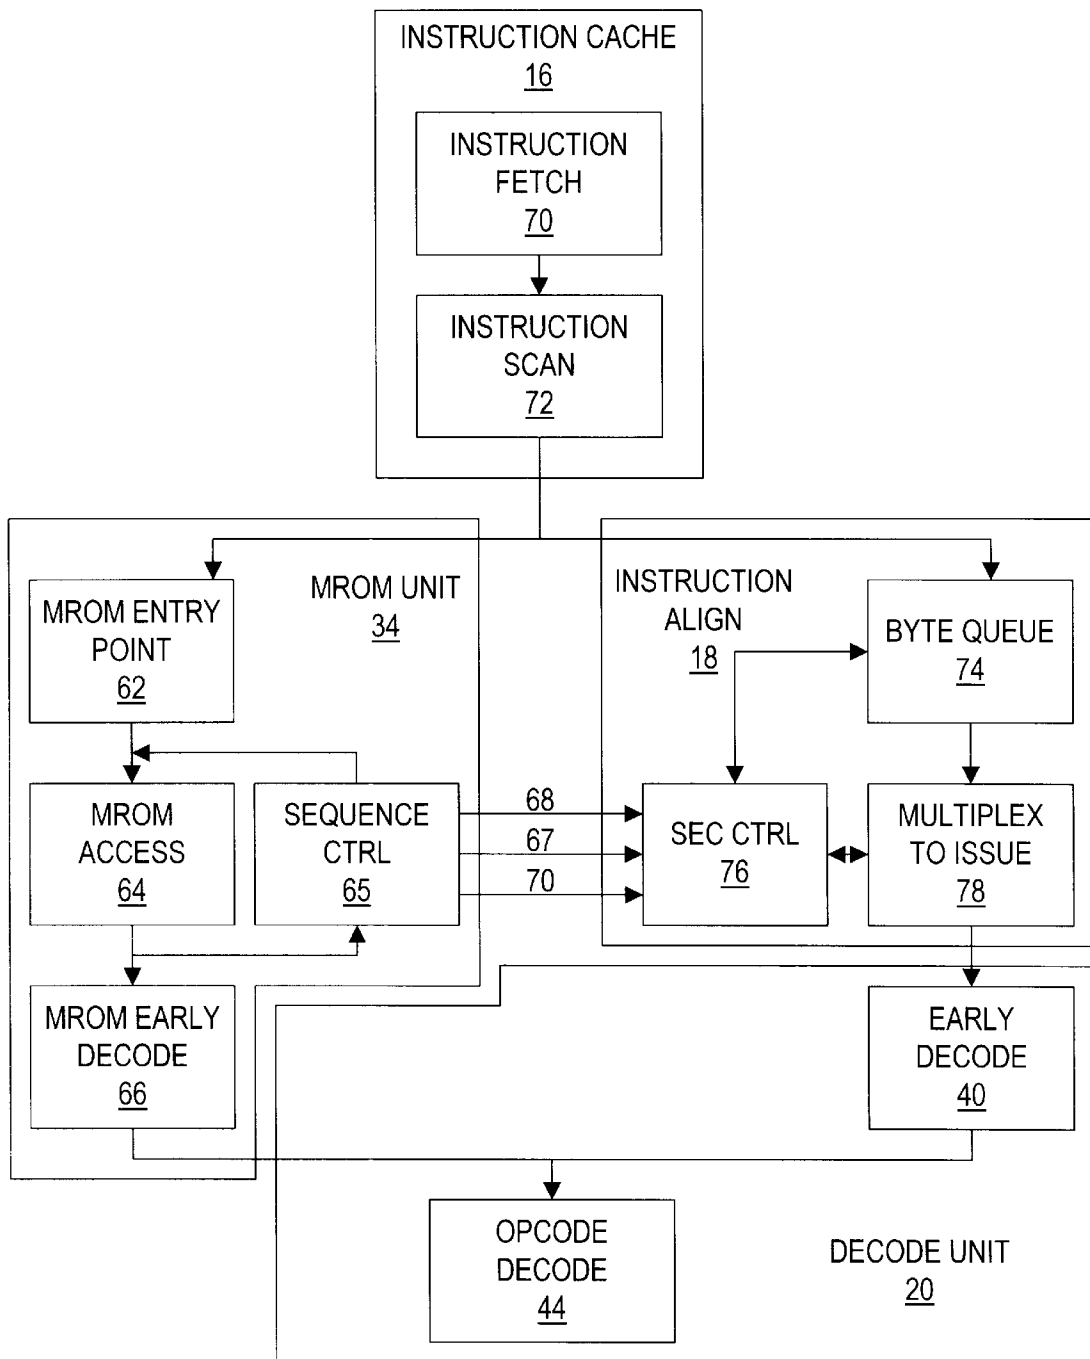 INSTRUCTION CACHE
16
INSTRUCTION
FETCH
70
INSTRUCTION
SCAN
72
MROM ENTRY
POINT
62
MROM UNIT
34
INSTRUCTION
ALIGN
18
BYTE QUEUE
74
MROM
ACCESS
64
SEQUENCE
CTRL
65
68
67
70
SEC CTRL
76
MULTIPLEX
TO ISSUE
78
MROM EARLY
DECODE
66
EARLY
DECODE
40
OPCODE
DECODE
44
DECODE UNIT
20